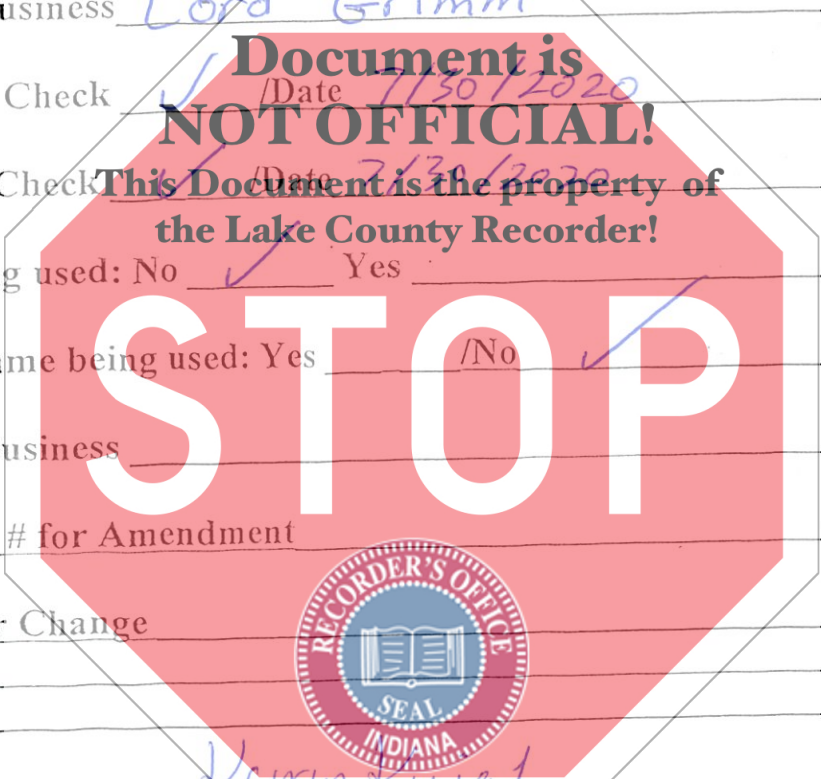 usiness Lord Grimm
Document is
Check ✓ /Date 7/30/2020
NOT OFFICIAL!
Check ✓ /Date 7/30/2020
This Document is the property of
the Lake County Recorder!
g used: No ✓ Yes
me being used: Yes /No ✓
STOP
usiness
# for Amendment
Change
RECORDER'S OFFICE
SEAL
INDIANA